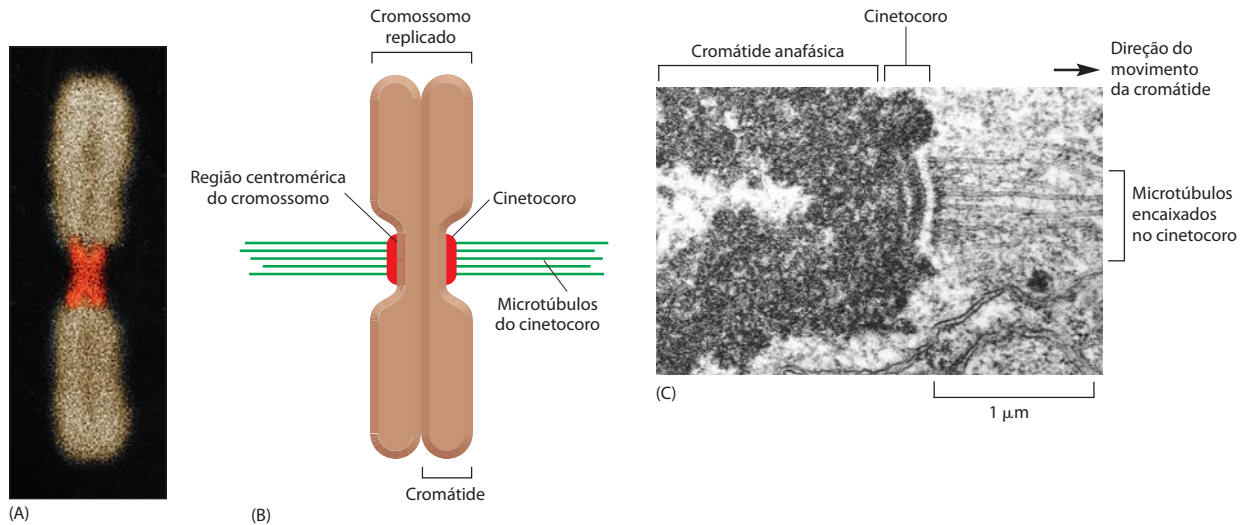 (A)
Cromossomo
replicado
Região centromérica
do cromossomo
Cinetocoro
Microtúbulos
do cinetocoro
Cromátide
(B)
Cinetocoro
Cromátide anafásica
Direção do
movimento
da cromátide
Microtúbulos
encaixados
no cinetocoro
(C)
1 μm